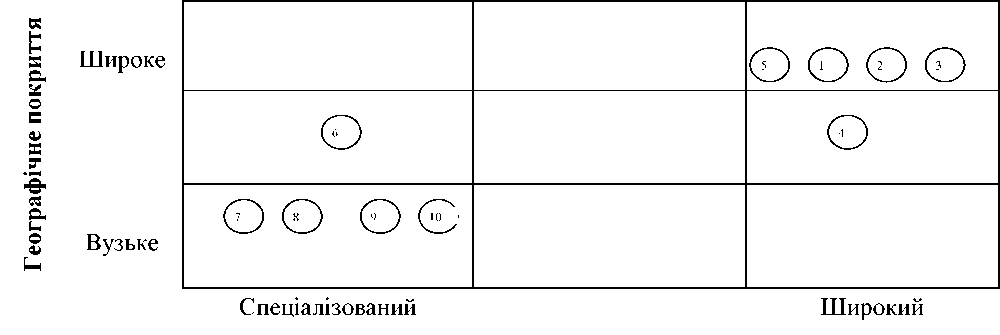 Географічне покриття
Широке
5 1 2 3
6 4
7 8 9 10
Вузьке
Спеціалізований Широкий